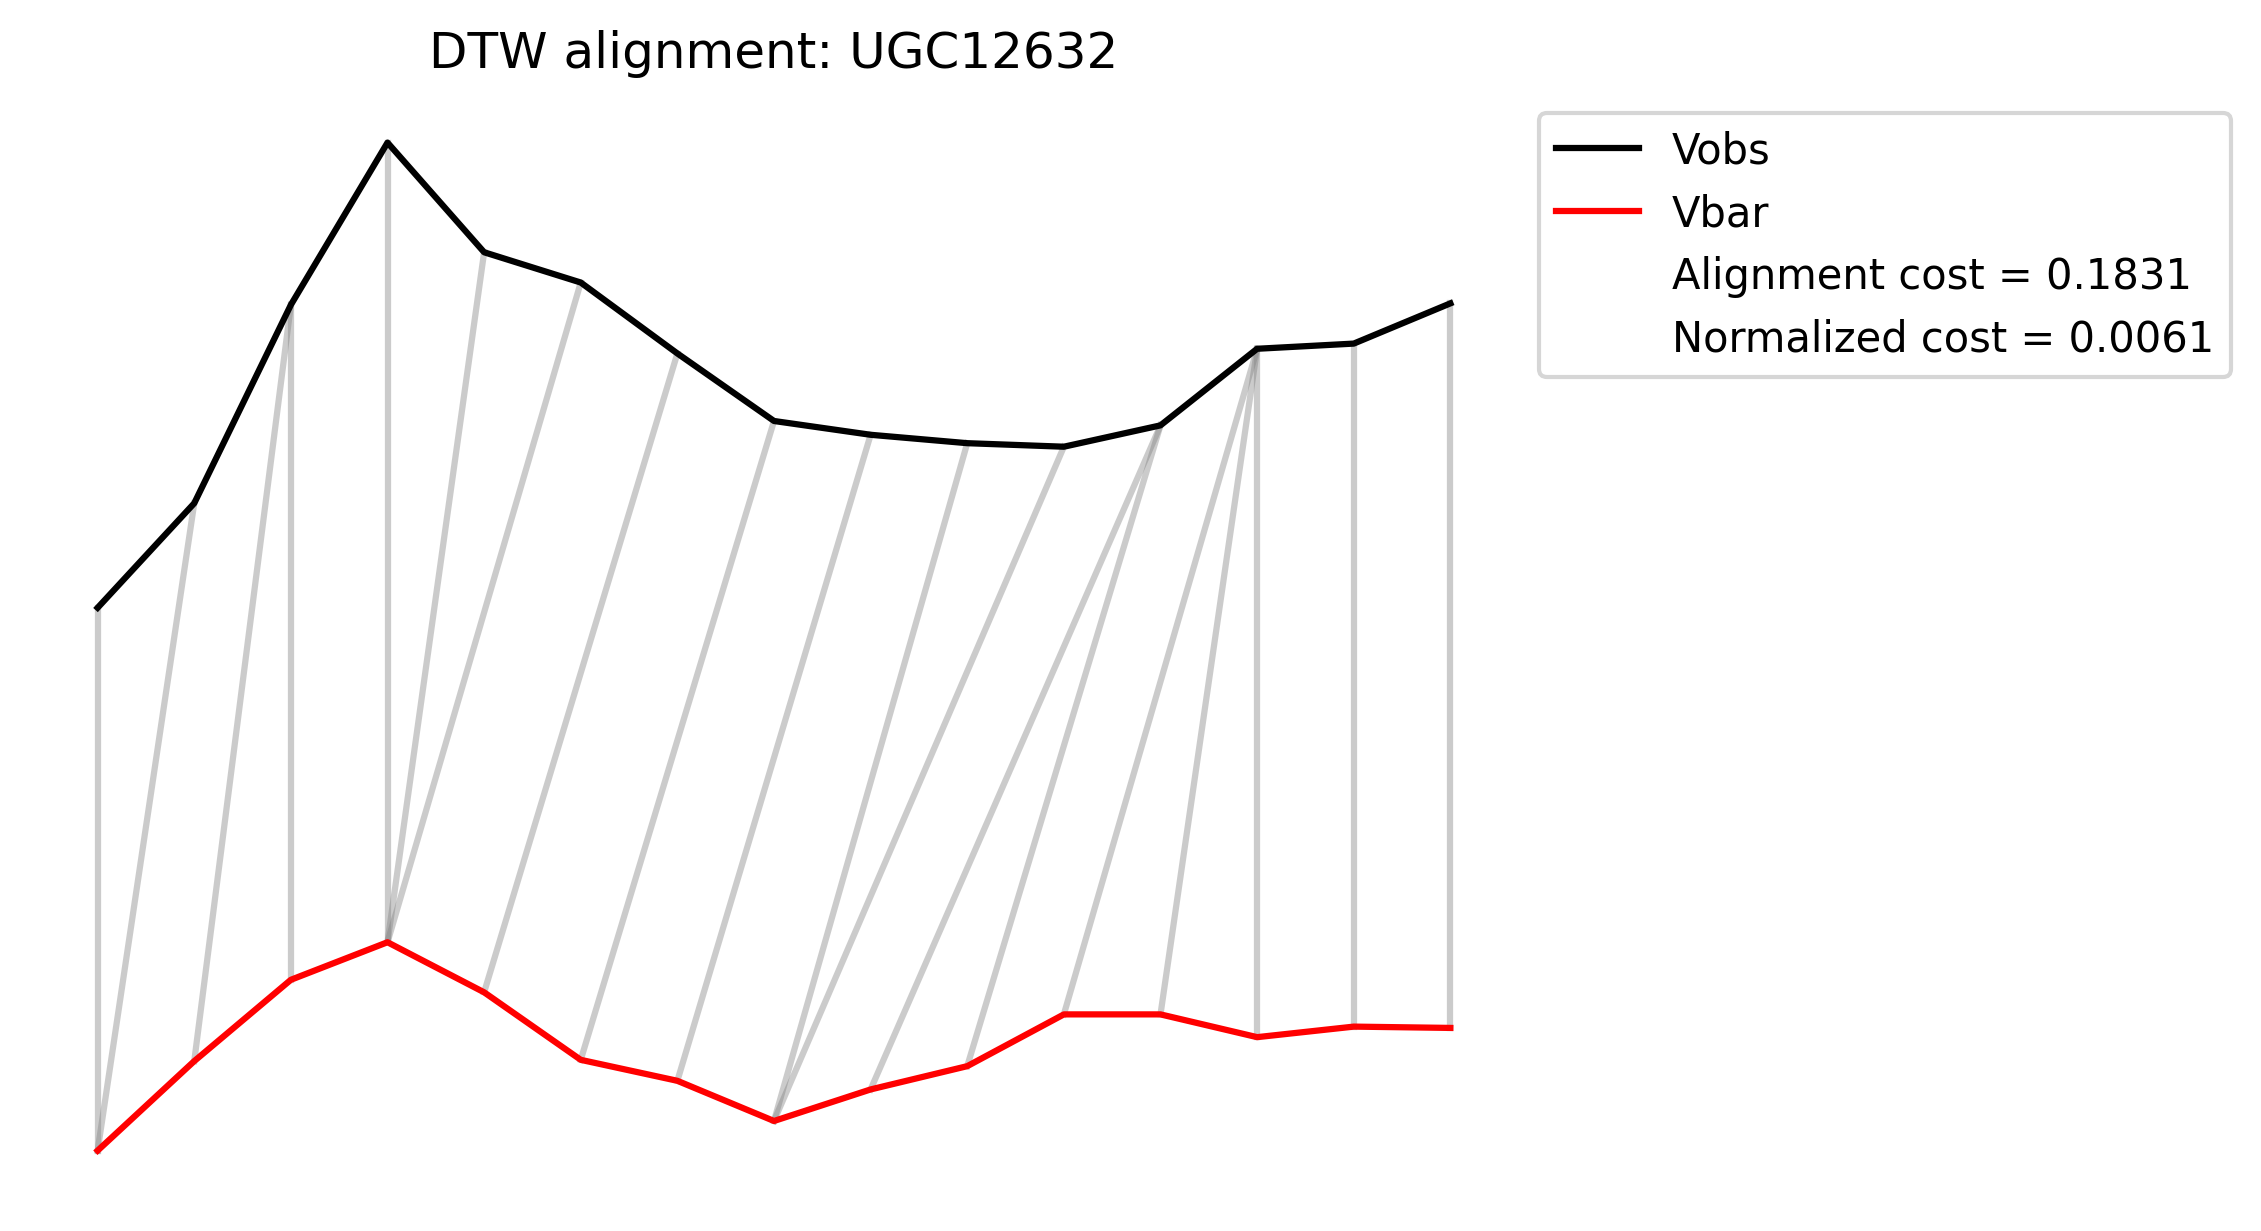 DTW alignment: UGC12632
Vobs
Vbar
Alignment cost = 0.1831
Normalized cost = 0.0061